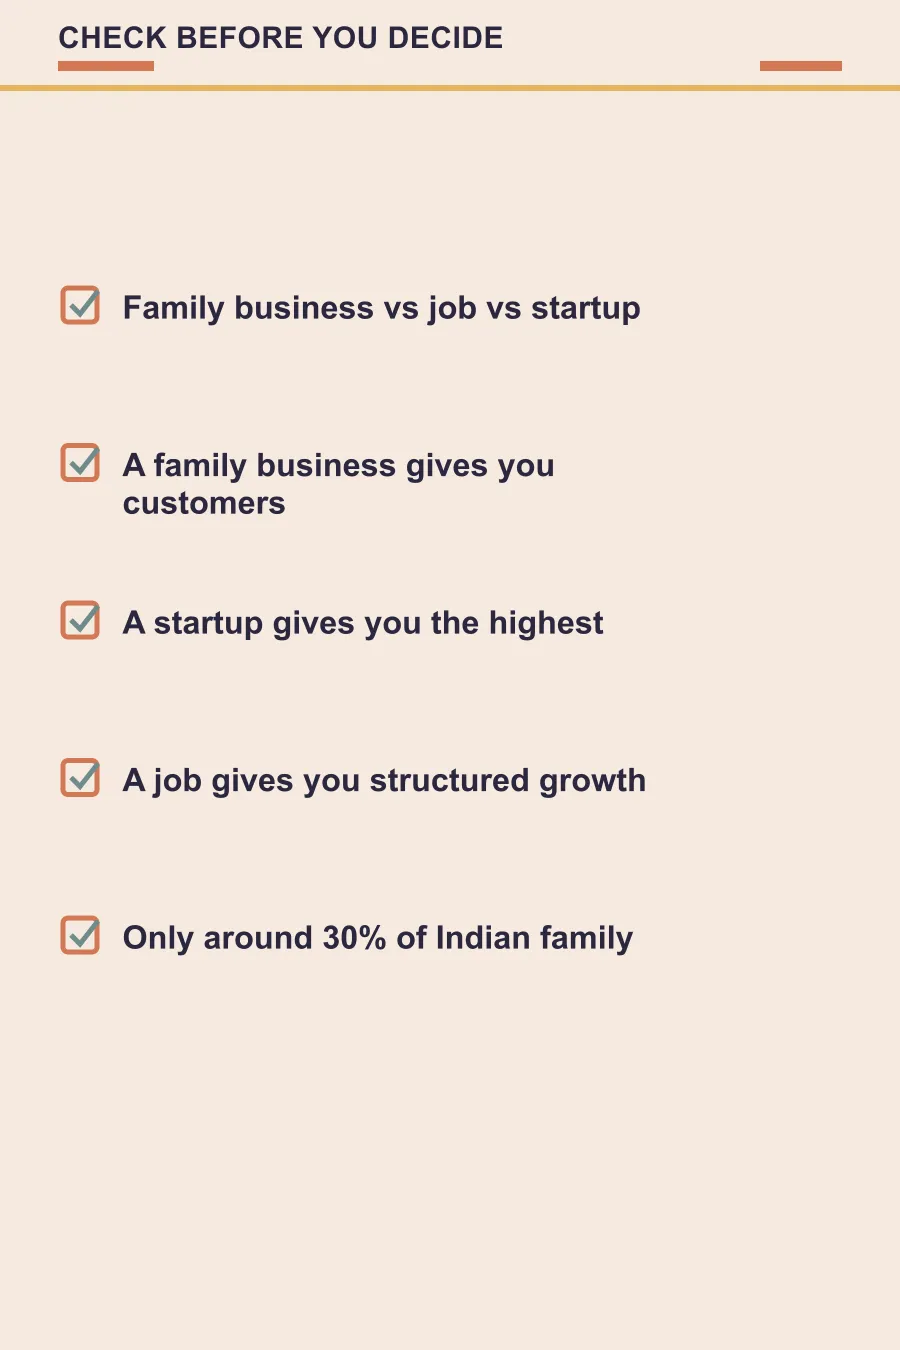 CHECK BEFORE YOU DECIDE
Family business vs job vs startup
A family business gives you
customers
A startup gives you the highest
A job gives you structured growth
Only around 30% of Indian family